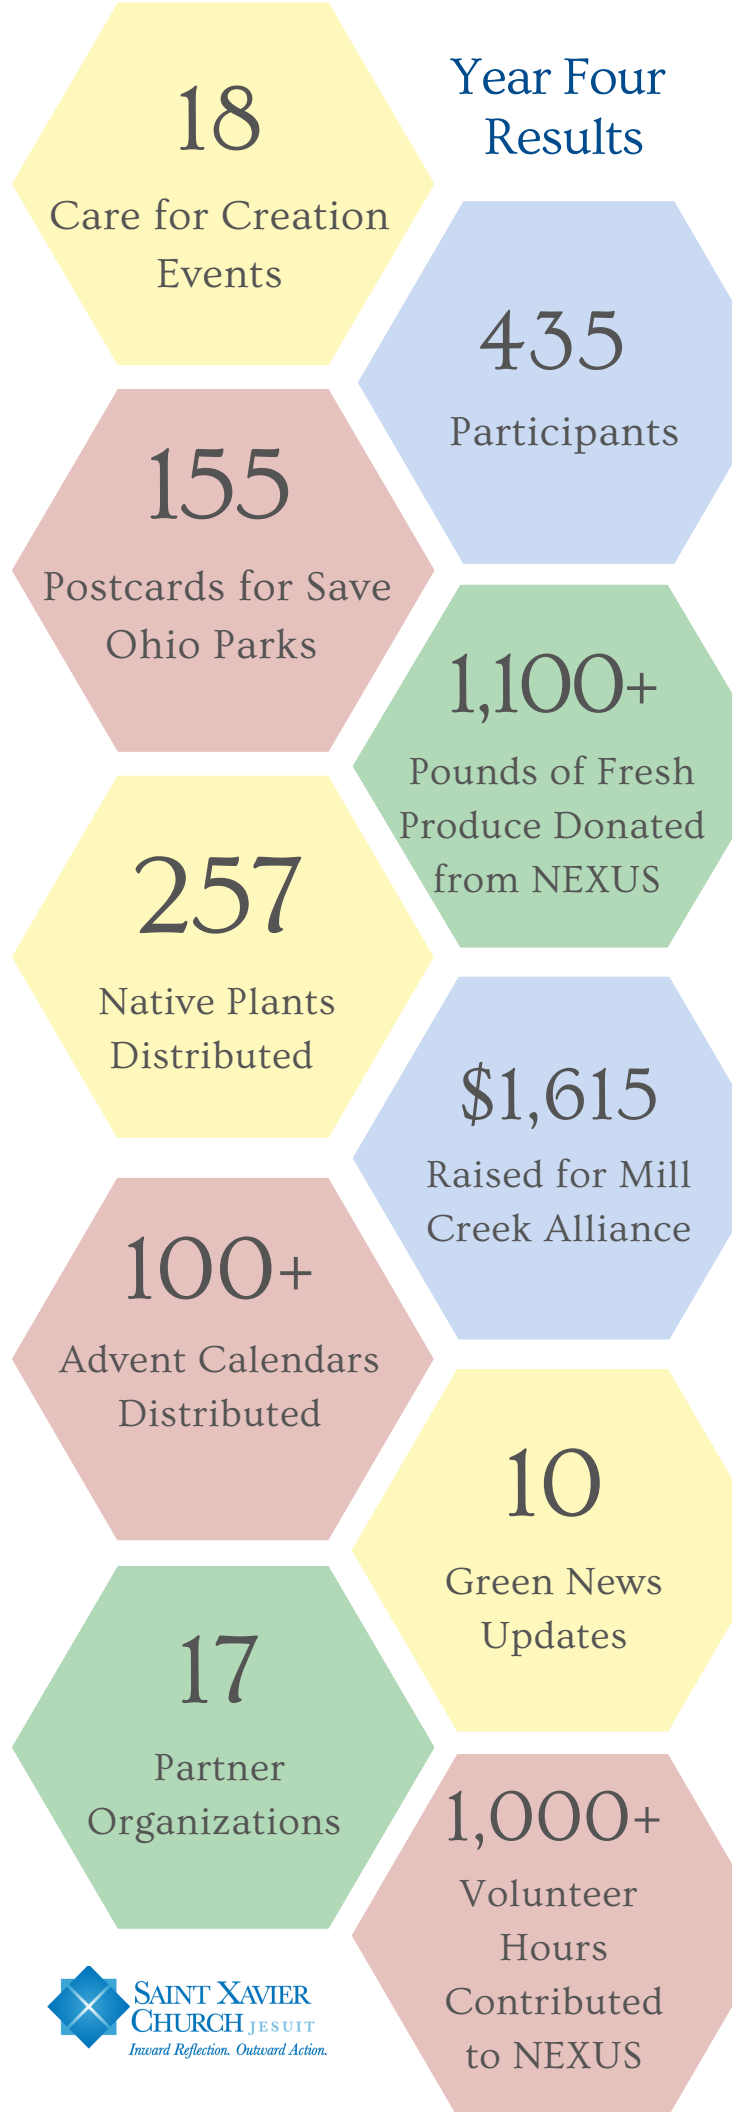 18
Care for Creation
Events
Year Four
Results
435
Participants
155
Postcards for Save
Ohio Parks
1,100+
Pounds of Fresh
Produce Donated
from NEXUS
257
Native Plants
Distributed
$1,615
Raised for Mill
Creek Alliance
100+
Advent Calendars
Distributed
10
Green News
Updates
17
Partner
Organizations
1,000+
Volunteer
Hours
Contributed
to NEXUS
SAINT XAVIER
CHURCH JESUIT
Inward Reflection. Outward Action.